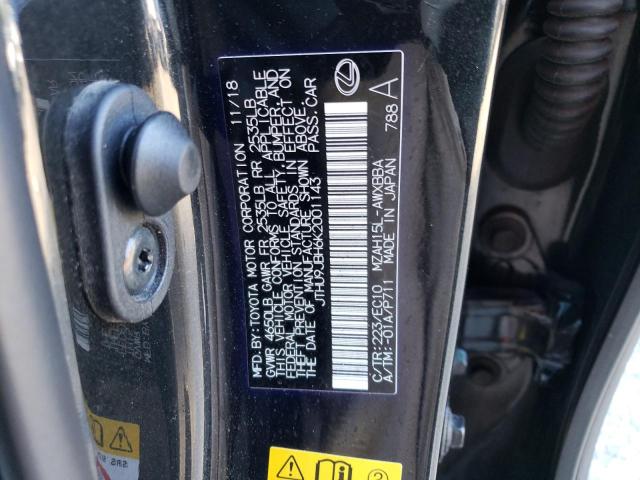 MFD.BY:TOYOTA MOTOR CORPORATION 11/18
GVWR 4650LB GAWR FR 2535LB RR 2535LB
THIS VEHICLE CONFORMS TO ALL APPLICABLE
FEDERAL MOTOR VEHICLE SAFETY, BUMPER, AND
THEFT PREVENTION STANDARDS IN EFFECT ON
THE DATE OF MANUFACTURE SHOWN ABOVE.
JTHU9JBH6K2001143 PASS.CAR
C/TR:223/EC10 MZAH15L-AWXBBA
A/TM:-01A/P711 MADE IN JAPAN 788 A